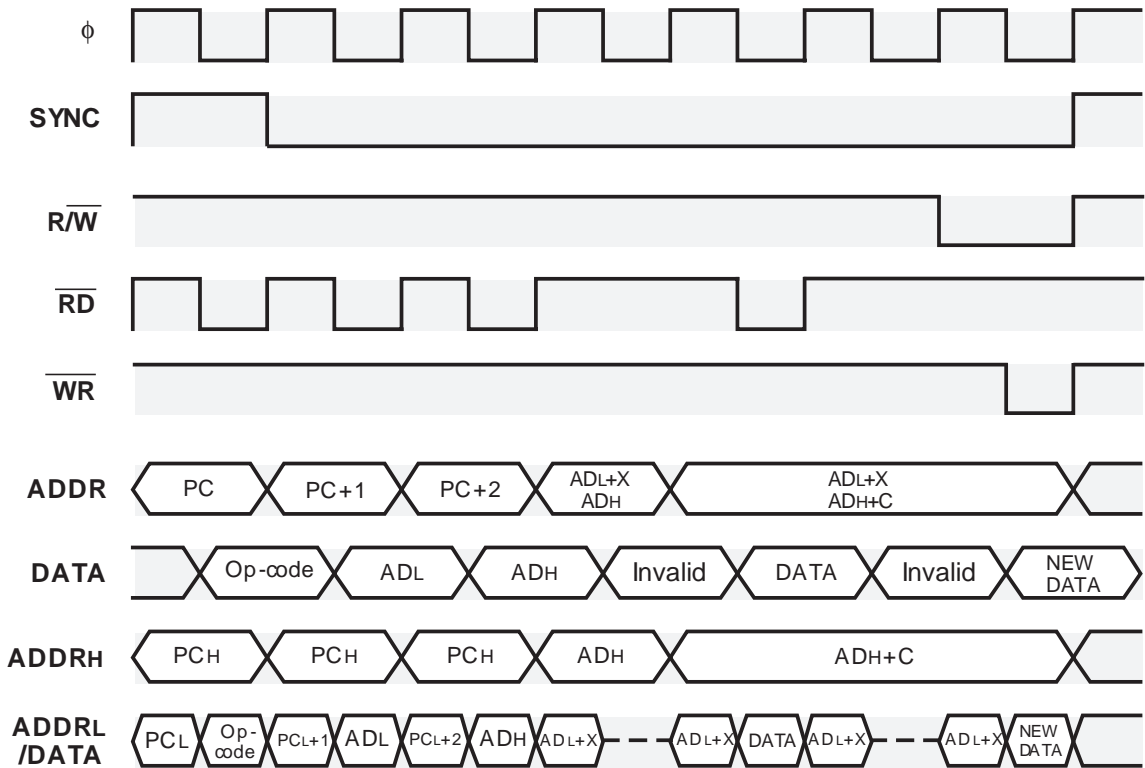 ϕ
SYNC
R/W̅
R̅D̅
W̅R̅
ADDR PC PC+1 PC+2 ADL+X ADL+X
ADH ADH+C
DATA Op-code ADL ADH Invalid DATA Invalid NEW
DATA
ADDRH PCH PCH PCH ADH ADH+C
ADDRL
/DATA PCL Op-
code PCL+1 ADL PCL+2 ADH ADL+X ADL+X DATA ADL+X ADL+X NEW
DATA